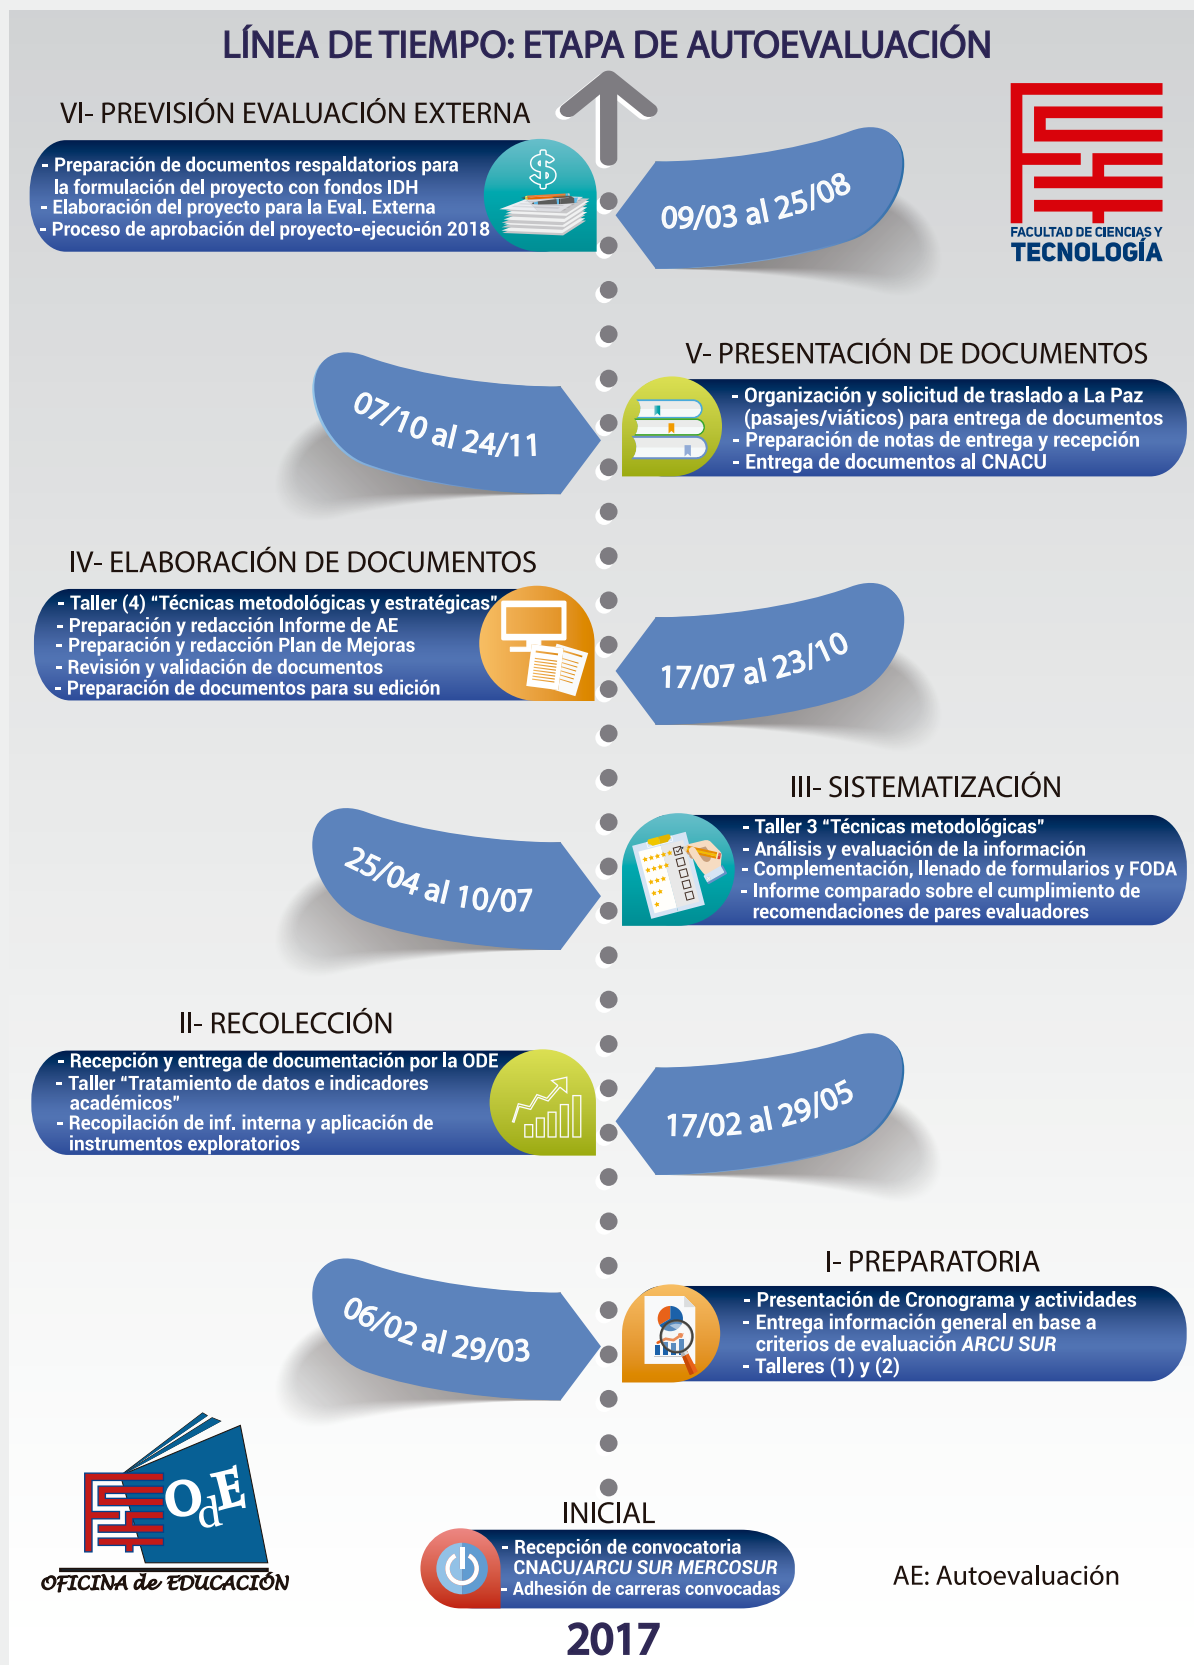 LÍNEA DE TIEMPO: ETAPA DE AUTOEVALUACIÓN
VI- PREVISIÓN EVALUACIÓN EXTERNA
- Preparación de documentos respaldatorios para
la formulación del proyecto con fondos IDH
- Elaboración del proyecto para la Eval. Externa
- Proceso de aprobación del proyecto-ejecución 2018
$
09/03 al 25/08
FACULTAD DE CIENCIAS Y
TECNOLOGÍA
V- PRESENTACIÓN DE DOCUMENTOS
07/10 al 24/11
- Organización y solicitud de traslado a La Paz
(pasajes/viáticos) para entrega de documentos
- Preparación de notas de entrega y recepción
- Entrega de documentos al CNACU
IV- ELABORACIÓN DE DOCUMENTOS
- Taller (4) “Técnicas metodológicas y estratégicas”
- Preparación y redacción Informe de AE
- Preparación y redacción Plan de Mejoras
- Revisión y validación de documentos
- Preparación de documentos para su edición
17/07 al 23/10
III- SISTEMATIZACIÓN
25/04 al 10/07
- Taller 3 “Técnicas metodológicas”
- Análisis y evaluación de la información
- Complementación, llenado de formularios y FODA
- Informe comparado sobre el cumplimiento de
recomendaciones de pares evaluadores
II- RECOLECCIÓN
- Recepción y entrega de documentación por la ODE
- Taller “Tratamiento de datos e indicadores
académicos”
- Recopilación de inf. interna y aplicación de
instrumentos exploratorios
17/02 al 29/05
I- PREPARATORIA
06/02 al 29/03
- Presentación de Cronograma y actividades
- Entrega información general en base a
criterios de evaluación ARCU SUR
- Talleres (1) y (2)
OdE
OFICINA de EDUCACIÓN
INICIAL
- Recepción de convocatoria
CNACU/ARCU SUR MERCOSUR
- Adhesión de carreras convocadas
AE: Autoevaluación
2017